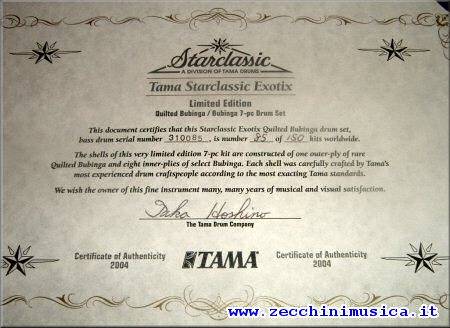 Starclassic
A DIVISION OF TAMA DRUMS
Tama Starclassic Exotix
Limited Edition
Quilted Bubinga / Bubinga 7-pc Drum Set
This document certifies that this Starclassic Exotix Quilted Bubinga drum set,
bass drum serial number 310085, is number 85 of 150 kits worldwide.
The shells of this very limited edition 7-pc kit are constructed of one outer-ply of rare
Quilted Bubinga and eight inner-plies of select Bubinga. Each shell was carefully crafted by Tama's
most experienced drum craftspeople according to the most exacting Tama standards.
We wish the owner of this fine instrument many, many years of musical and visual satisfaction.
Taka Hoshino
The Tama Drum Company
Certificate of Authenticity
2004
TAMA
Certificate of Authenticity
2004
www.zecchinimusica.it